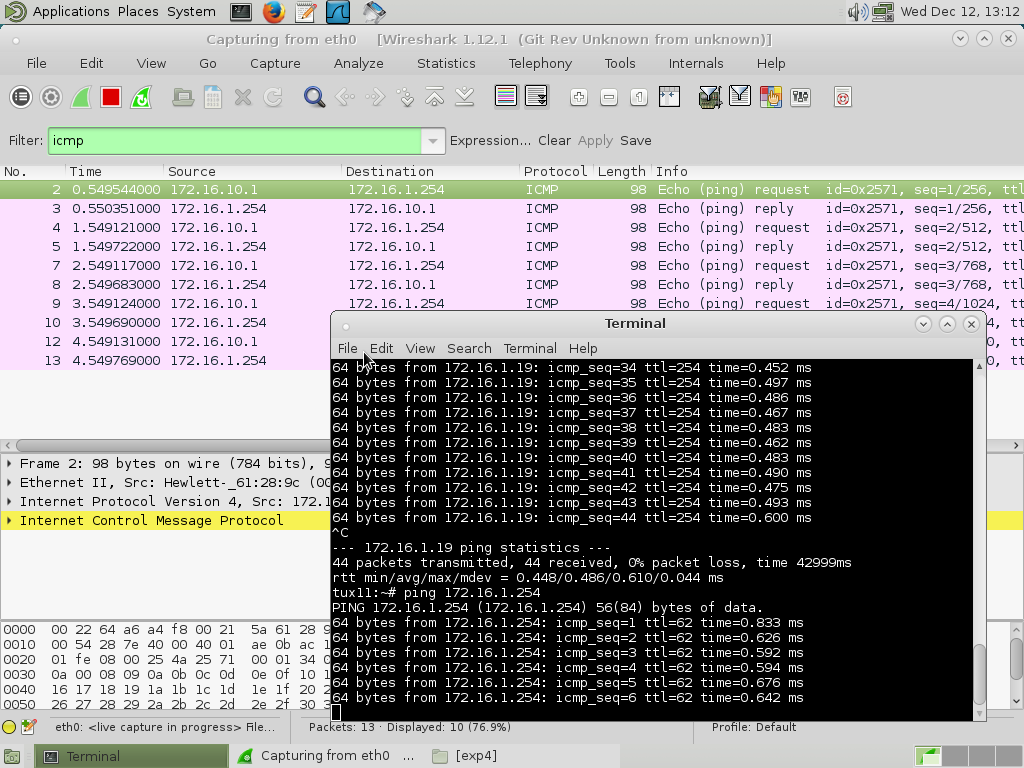 Applications Places System Wed Dec 12, 13:12
Capturing from eth0 [Wireshark 1.12.1 (Git Rev Unknown from unknown)]
File Edit View Go Capture Analyze Statistics Telephony Tools Internals Help
Filter: icmp Expression... Clear Apply Save
No. Time Source Destination Protocol Length Info
2 0.549544000 172.16.10.1 172.16.1.254 ICMP 98 Echo (ping) request id=0x2571, seq=1/256, ttl
3 0.550351000 172.16.1.254 172.16.10.1 ICMP 98 Echo (ping) reply id=0x2571, seq=1/256, ttl
4 1.549121000 172.16.10.1 172.16.1.254 ICMP 98 Echo (ping) request id=0x2571, seq=2/512, ttl
5 1.549722000 172.16.1.254 172.16.10.1 ICMP 98 Echo (ping) reply id=0x2571, seq=2/512, ttl
7 2.549117000 172.16.10.1 172.16.1.254 ICMP 98 Echo (ping) request id=0x2571, seq=3/768, ttl
8 2.549683000 172.16.1.254 172.16.10.1 ICMP 98 Echo (ping) reply id=0x2571, seq=3/768, ttl
9 3.549124000 172.16.10.1 172.16.1.254 ICMP 98 Echo (ping) request id=0x2571, seq=4/1024, tt
10 3.549690000 172.16.1.254 4, tt
12 4.549131000 172.16.10.1 0, tt
13 4.549769000 172.16.1.254 0, tt
Frame 2: 98 bytes on wire (784 bits), 9
Ethernet II, Src: Hewlett-_61:28:9c (00
Internet Protocol Version 4, Src: 172.1
Internet Control Message Protocol
0000 00 22 64 a6 a4 f8 00 21 5a 61 28 9
0010 00 54 28 7e 40 00 40 01 ae 0b ac 1
0020 01 fe 08 00 25 4a 25 71 00 01 34 0
0030 0a 00 08 09 0a 0b 0c 0d 0e 0f 10 1
0040 16 17 18 19 1a 1b 1c 1d 1e 1f 20 2
0050 26 27 28 29 2a 2b 2c 2d 2e 2f 30 3
Terminal
File Edit View Search Terminal Help
64 bytes from 172.16.1.19: icmp_seq=34 ttl=254 time=0.452 ms
64 bytes from 172.16.1.19: icmp_seq=35 ttl=254 time=0.497 ms
64 bytes from 172.16.1.19: icmp_seq=36 ttl=254 time=0.486 ms
64 bytes from 172.16.1.19: icmp_seq=37 ttl=254 time=0.467 ms
64 bytes from 172.16.1.19: icmp_seq=38 ttl=254 time=0.483 ms
64 bytes from 172.16.1.19: icmp_seq=39 ttl=254 time=0.462 ms
64 bytes from 172.16.1.19: icmp_seq=40 ttl=254 time=0.483 ms
64 bytes from 172.16.1.19: icmp_seq=41 ttl=254 time=0.490 ms
64 bytes from 172.16.1.19: icmp_seq=42 ttl=254 time=0.475 ms
64 bytes from 172.16.1.19: icmp_seq=43 ttl=254 time=0.493 ms
64 bytes from 172.16.1.19: icmp_seq=44 ttl=254 time=0.600 ms
^C
--- 172.16.1.19 ping statistics ---
44 packets transmitted, 44 received, 0% packet loss, time 42999ms
rtt min/avg/max/mdev = 0.448/0.486/0.610/0.044 ms
tux11:~# ping 172.16.1.254
PING 172.16.1.254 (172.16.1.254) 56(84) bytes of data.
64 bytes from 172.16.1.254: icmp_seq=1 ttl=62 time=0.833 ms
64 bytes from 172.16.1.254: icmp_seq=2 ttl=62 time=0.626 ms
64 bytes from 172.16.1.254: icmp_seq=3 ttl=62 time=0.592 ms
64 bytes from 172.16.1.254: icmp_seq=4 ttl=62 time=0.594 ms
64 bytes from 172.16.1.254: icmp_seq=5 ttl=62 time=0.676 ms
64 bytes from 172.16.1.254: icmp_seq=6 ttl=62 time=0.642 ms
eth0: <live capture in progress> File... Packets: 13 · Displayed: 10 (76.9%) Profile: Default
Terminal Capturing from eth0 ... [exp4]